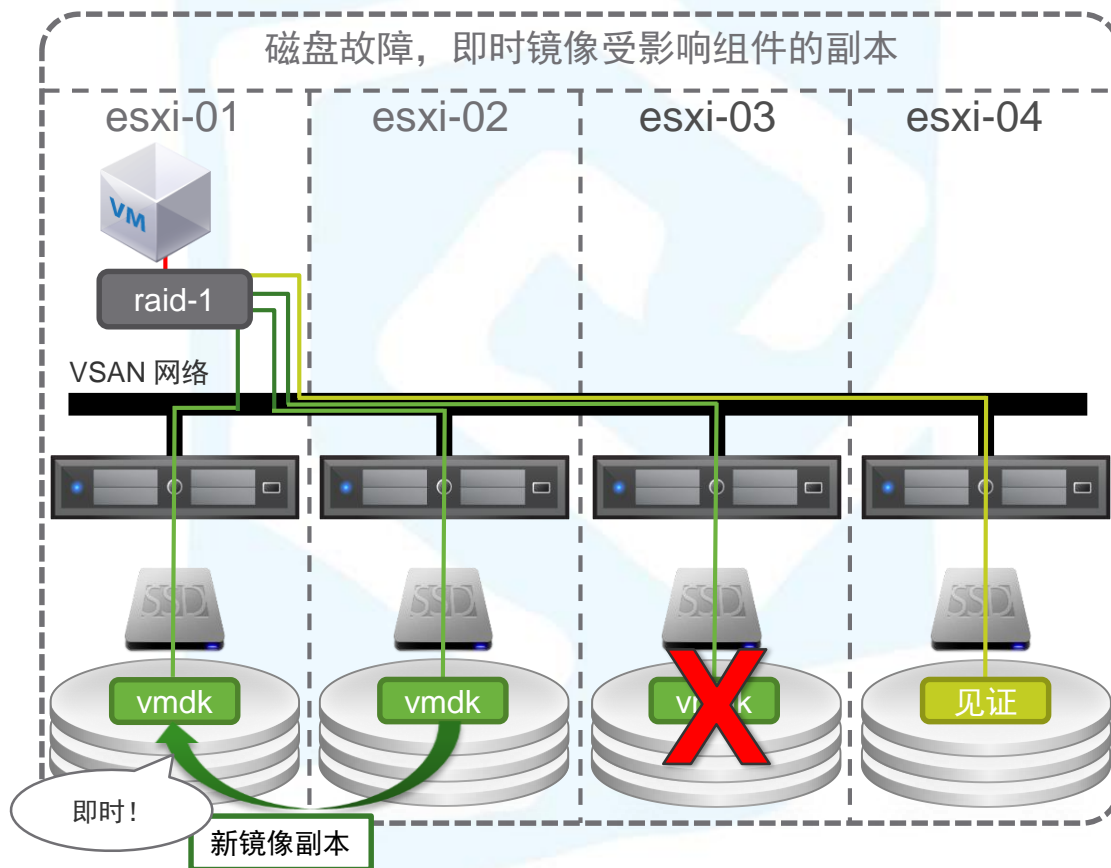 磁盘故障，即时镜像受影响组件的副本
esxi-01
esxi-02
esxi-03
esxi-04
VM
raid-1
VSAN 网络
SSD
SSD
SSD
SSD
vmdk
vmdk
X
见证
即时！
新镜像副本